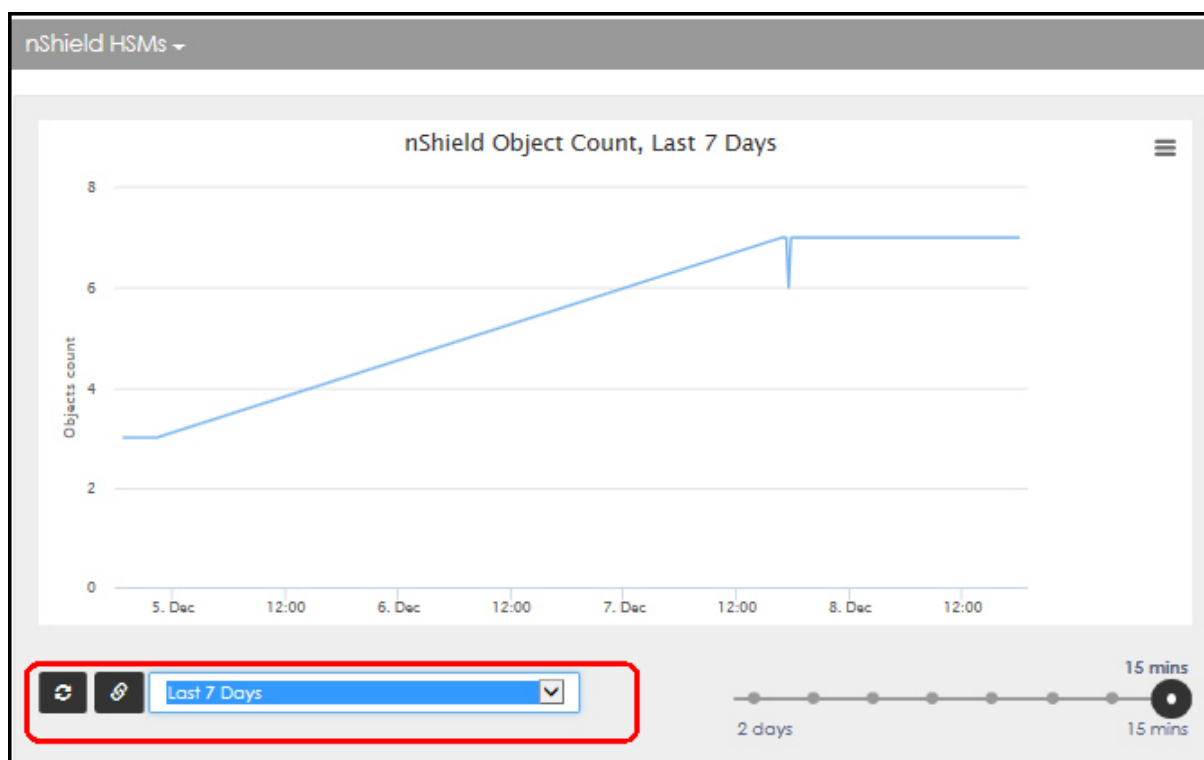 nShield HSMs
nShield Object Count, Last 7 Days
8
6
4
2
0
Objects count
5. Dec 12:00 6. Dec 12:00 7. Dec 12:00 8. Dec 12:00
Last 7 Days
15 mins
2 days 15 mins